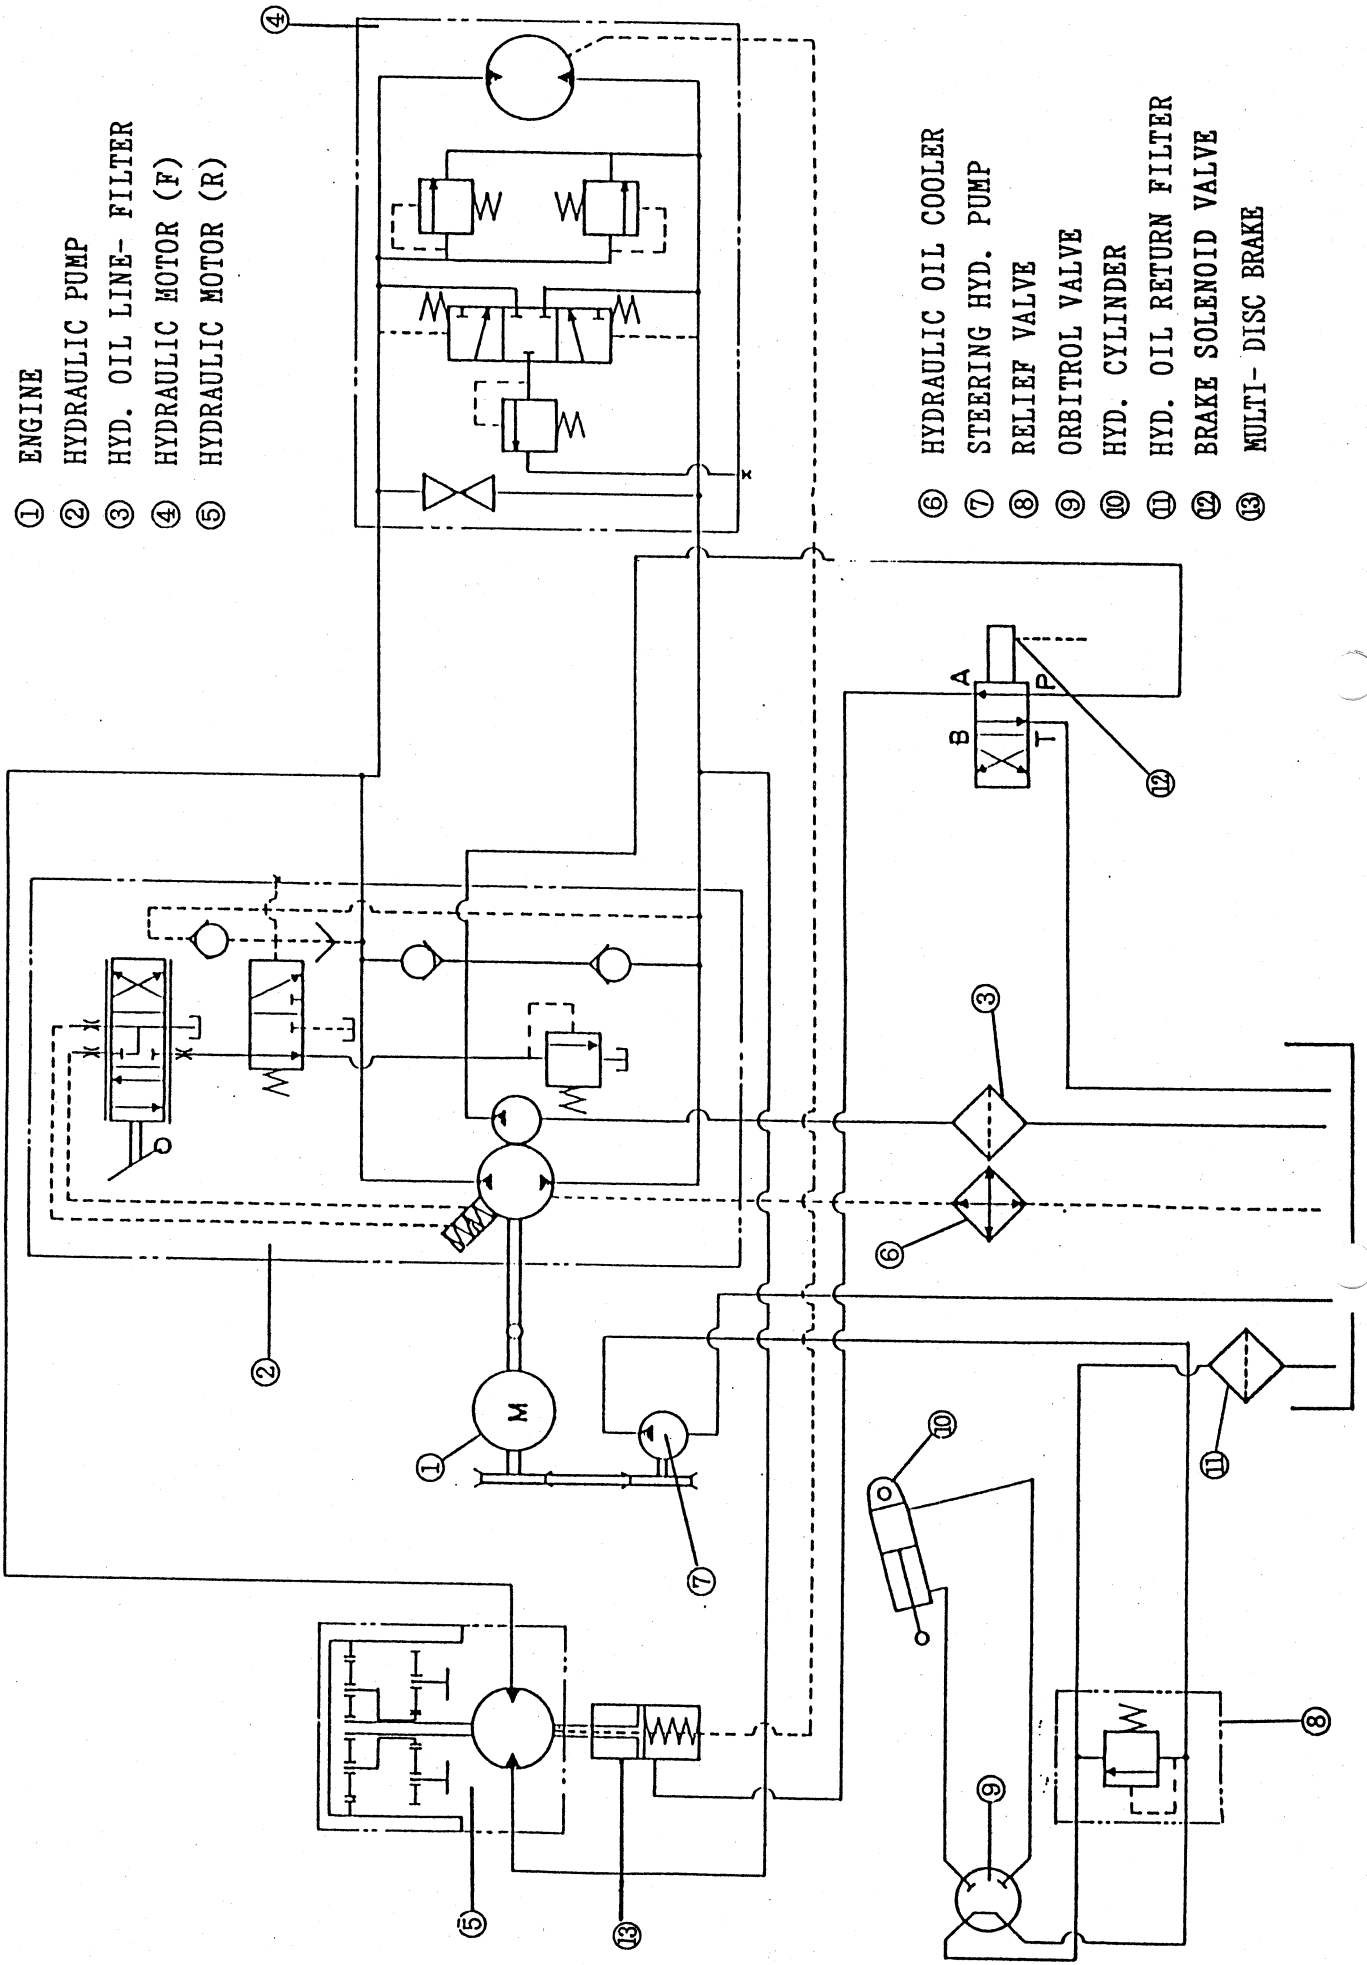 ① ENGINE
② HYDRAULIC PUMP
③ HYD. OIL LINE- FILTER
④ HYDRAULIC MOTOR (F)
⑤ HYDRAULIC MOTOR (R)
⑥ HYDRAULIC OIL COOLER
⑦ STEERING HYD. PUMP
⑧ RELIEF VALVE
⑨ ORBITROL VALVE
⑩ HYD. CYLINDER
⑪ HYD. OIL RETURN FILTER
⑫ BRAKE SOLENOID VALVE
⑬ MULTI- DISC BRAKE
⑤
⑬
⑨
⑧
⑦
①
M
⑩
⑪
②
⑥
③
⑫
B
A
T
P
④